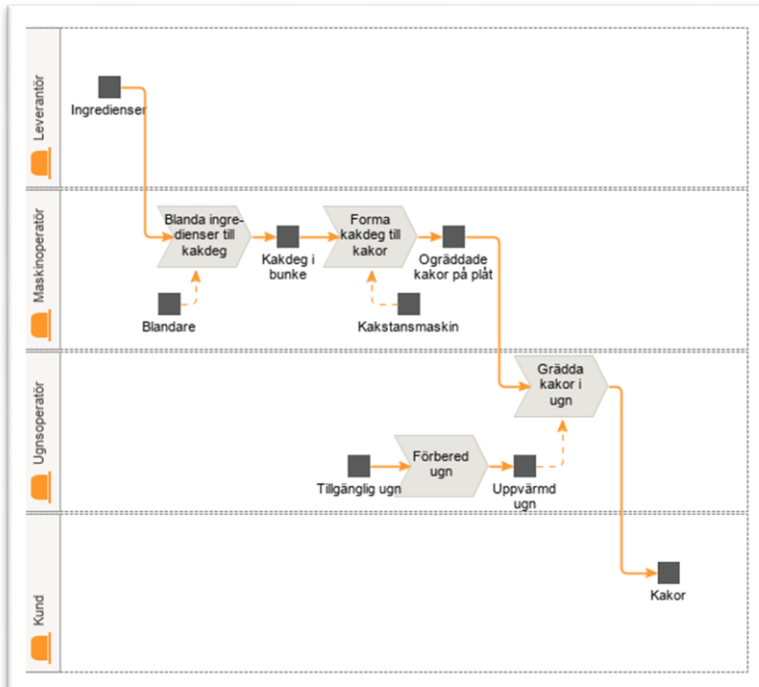 Leverantör
Ingredienser
Maskinoperatör
Blanda ingre-
dienser till
kakdeg
Kakdeg i
bunke
Forma
kakdeg till
kakor
Ogräddade
kakor på plåt
Blandare
Kakstansmaskin
Ugnsoperatör
Grädda
kakor i
ugn
Tillgänglig ugn
Förbered
ugn
Uppvärmd
ugn
Kund
Kakor